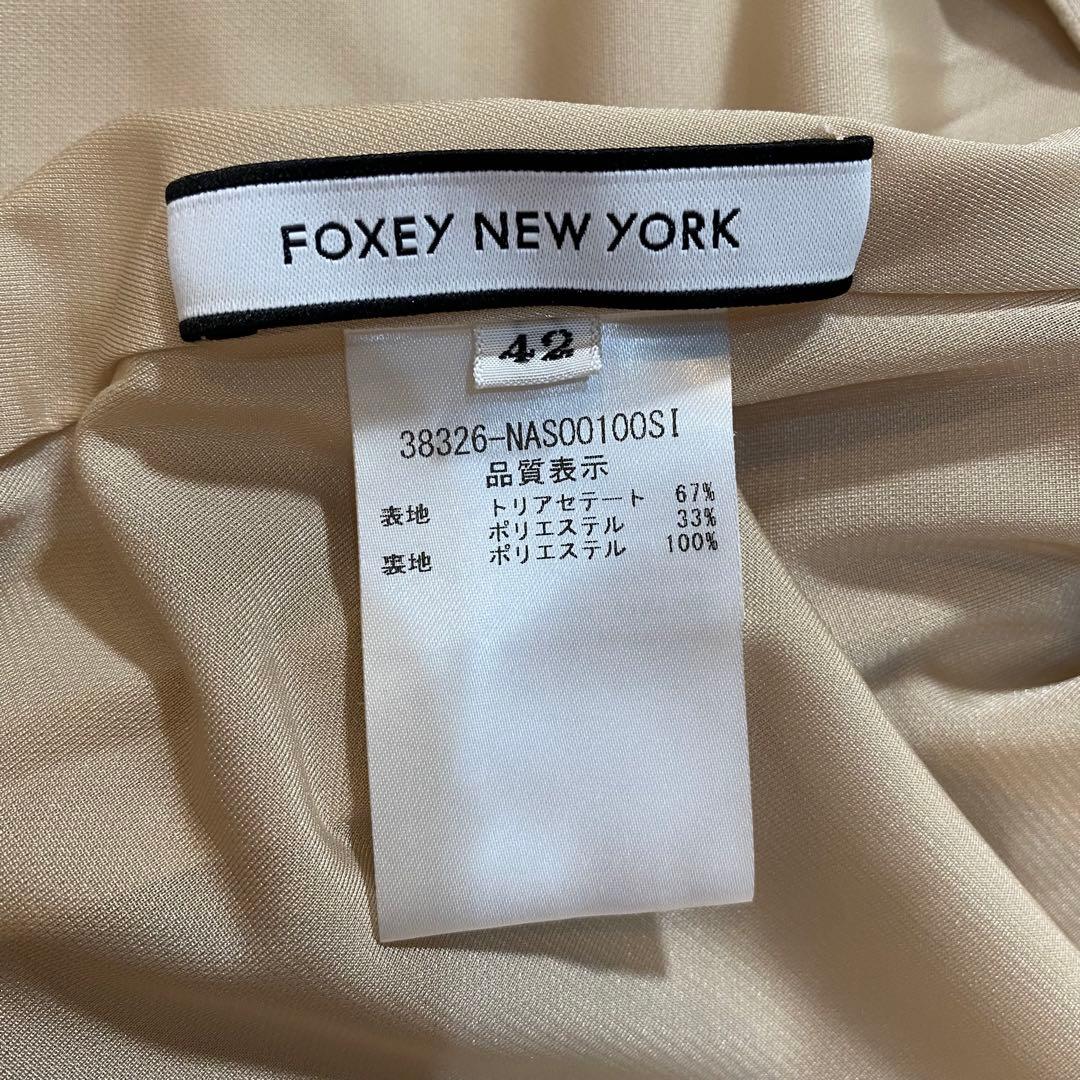 FOXEY NEW YORK
42
38326-NAS00100SI
品質表示
表地 トリアセテート 67%
ポリエステル 33%
裏地 ポリエステル 100%